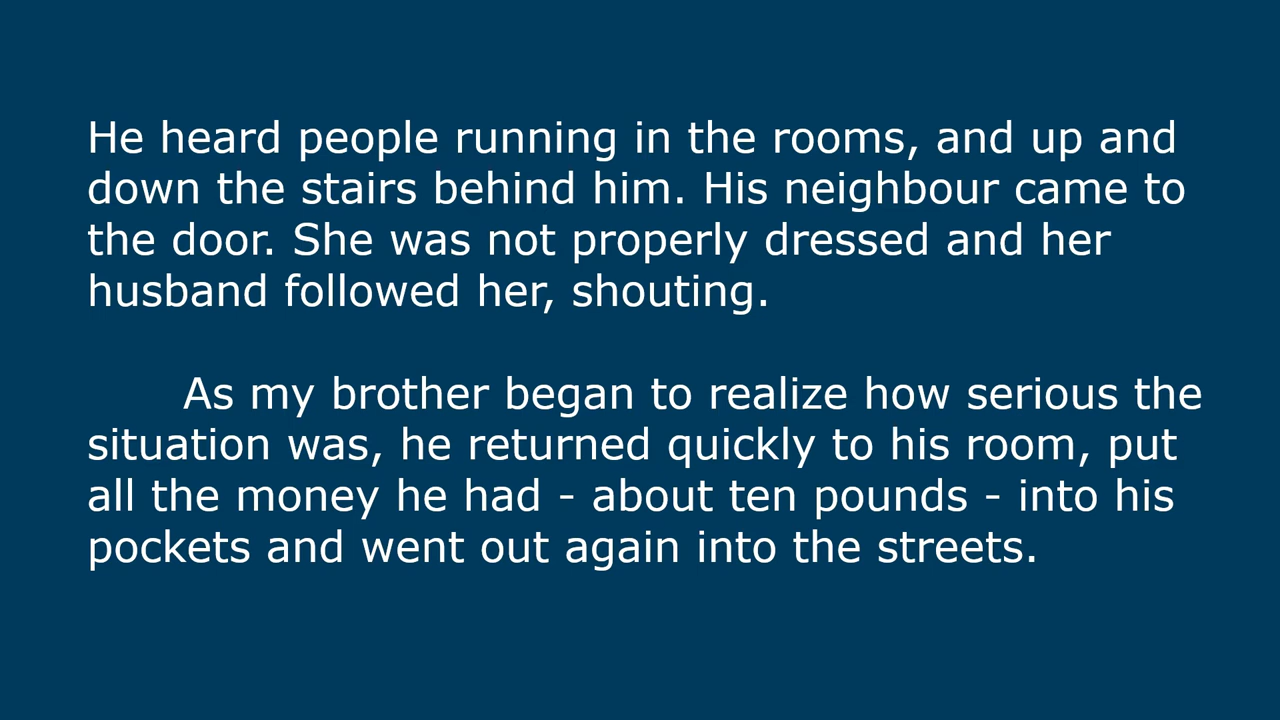 He heard people running in the rooms, and up and
down the stairs behind him. His neighbour came to
the door. She was not properly dressed and her
husband followed her, shouting.
As my brother began to realize how serious the
situation was, he returned quickly to his room, put
all the money he had - about ten pounds - into his
pockets and went out again into the streets.